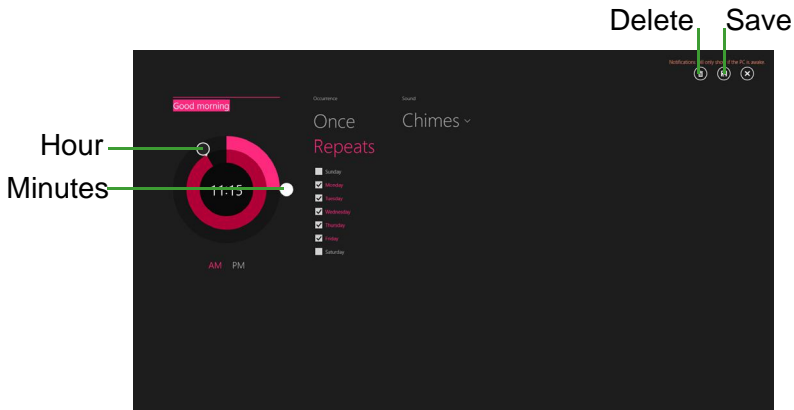 Delete Save
Notifications will only show if the PC is awake.
Good morning
Occurrence
Sound
Once
Chimes
Repeats
Hour
Minutes
11:15
Sunday
Monday
Tuesday
Wednesday
Thursday
Friday
Saturday
AM PM